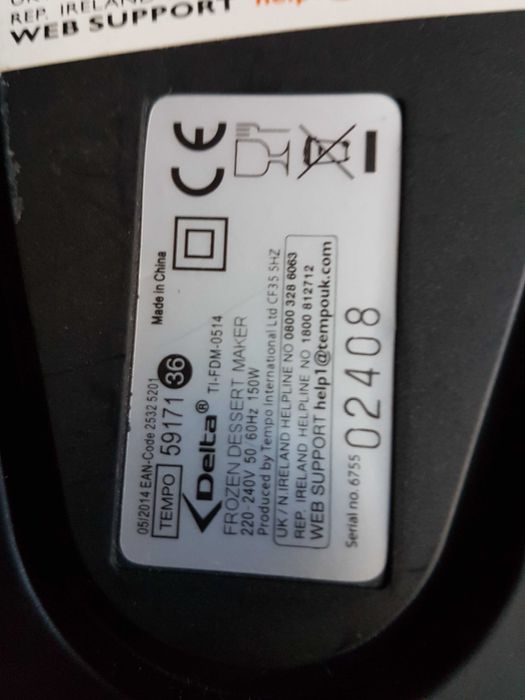 REP. IRELAND
WEB SUPPORT help
05/2014 EAN-Code 2532 5201
Made in China
TEMPO 59171 36
Delta® TI-FDM-0514
FROZEN DESSERT MAKER
220-240V 50/60Hz 150W
Produced by Tempo International Ltd CF35 5HZ
UK / N.IRELAND HELPLINE NO 0800 328 6063
REP. IRELAND HELPLINE NO 1800 812712
WEB SUPPORT help1@tempouk.com
Serial no. 6755 02408
CE